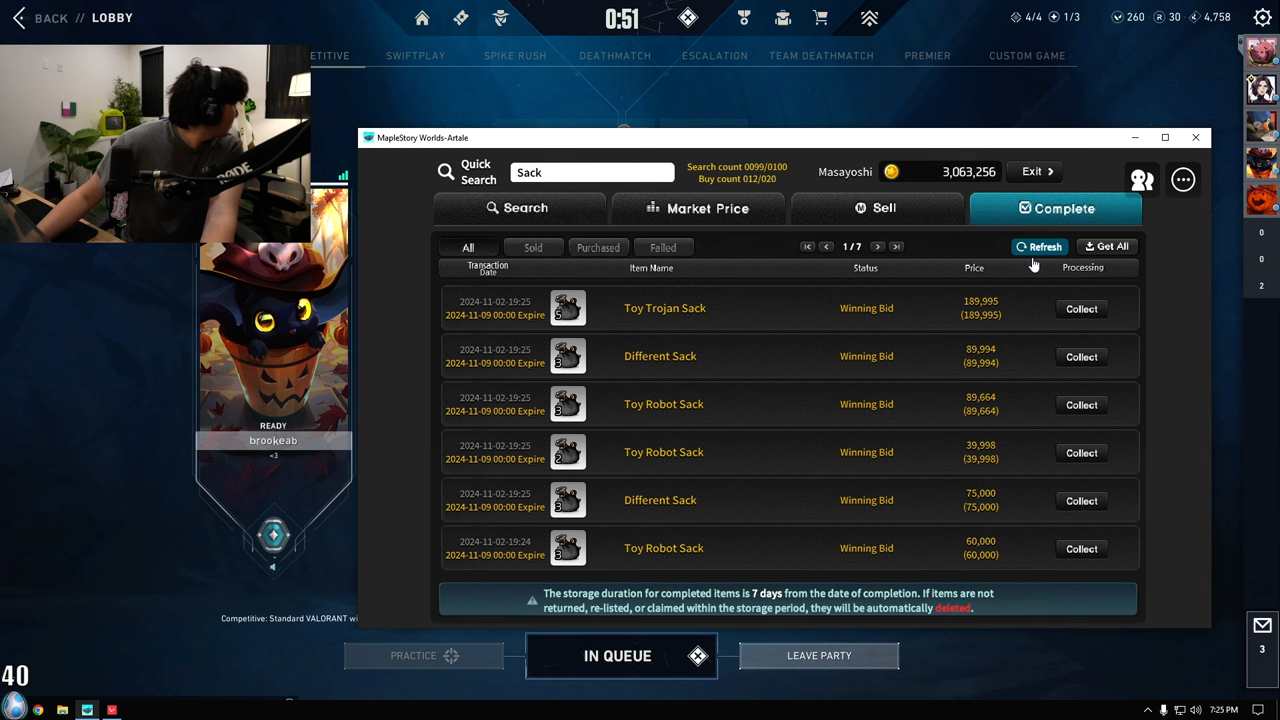 BACK // LOBBY
0:51
4/4
1/3
260
30
4,758
ETITIVE
SWIFTPLAY
SPIKE RUSH
DEATHMATCH
ESCALATION
TEAM DEATHMATCH
PREMIER
CUSTOM GAME
MapleStory Worlds-Artale
Quick Search
Sack
Search count 0099/0100
Buy count 012/020
Masayoshi
3,063,256
Exit
Search
Market Price
Sell
Complete
All
Sold
Purchased
Failed
1 / 7
Refresh
Get All
Transaction Date
Item Name
Status
Price
Processing
2024-11-02-19:25
2024-11-09 00:00 Expire
5
Toy Trojan Sack
Winning Bid
189,995
(189,995)
Collect
2024-11-02-19:25
2024-11-09 00:00 Expire
3
Different Sack
Winning Bid
89,994
(89,994)
Collect
2024-11-02-19:25
2024-11-09 00:00 Expire
3
Toy Robot Sack
Winning Bid
89,664
(89,664)
Collect
2024-11-02-19:25
2024-11-09 00:00 Expire
2
Toy Robot Sack
Winning Bid
39,998
(39,998)
Collect
2024-11-02-19:25
2024-11-09 00:00 Expire
3
Different Sack
Winning Bid
75,000
(75,000)
Collect
2024-11-02-19:24
2024-11-09 00:00 Expire
3
Toy Robot Sack
Winning Bid
60,000
(60,000)
Collect
The storage duration for completed items is 7 days from the date of completion. If items are not
returned, re-listed, or claimed within the storage period, they will be automatically deleted.
READY
brookeab
<3
Competitive: Standard VALORANT wi
PRACTICE
IN QUEUE
LEAVE PARTY
0
0
2
3
40
7:25 PM